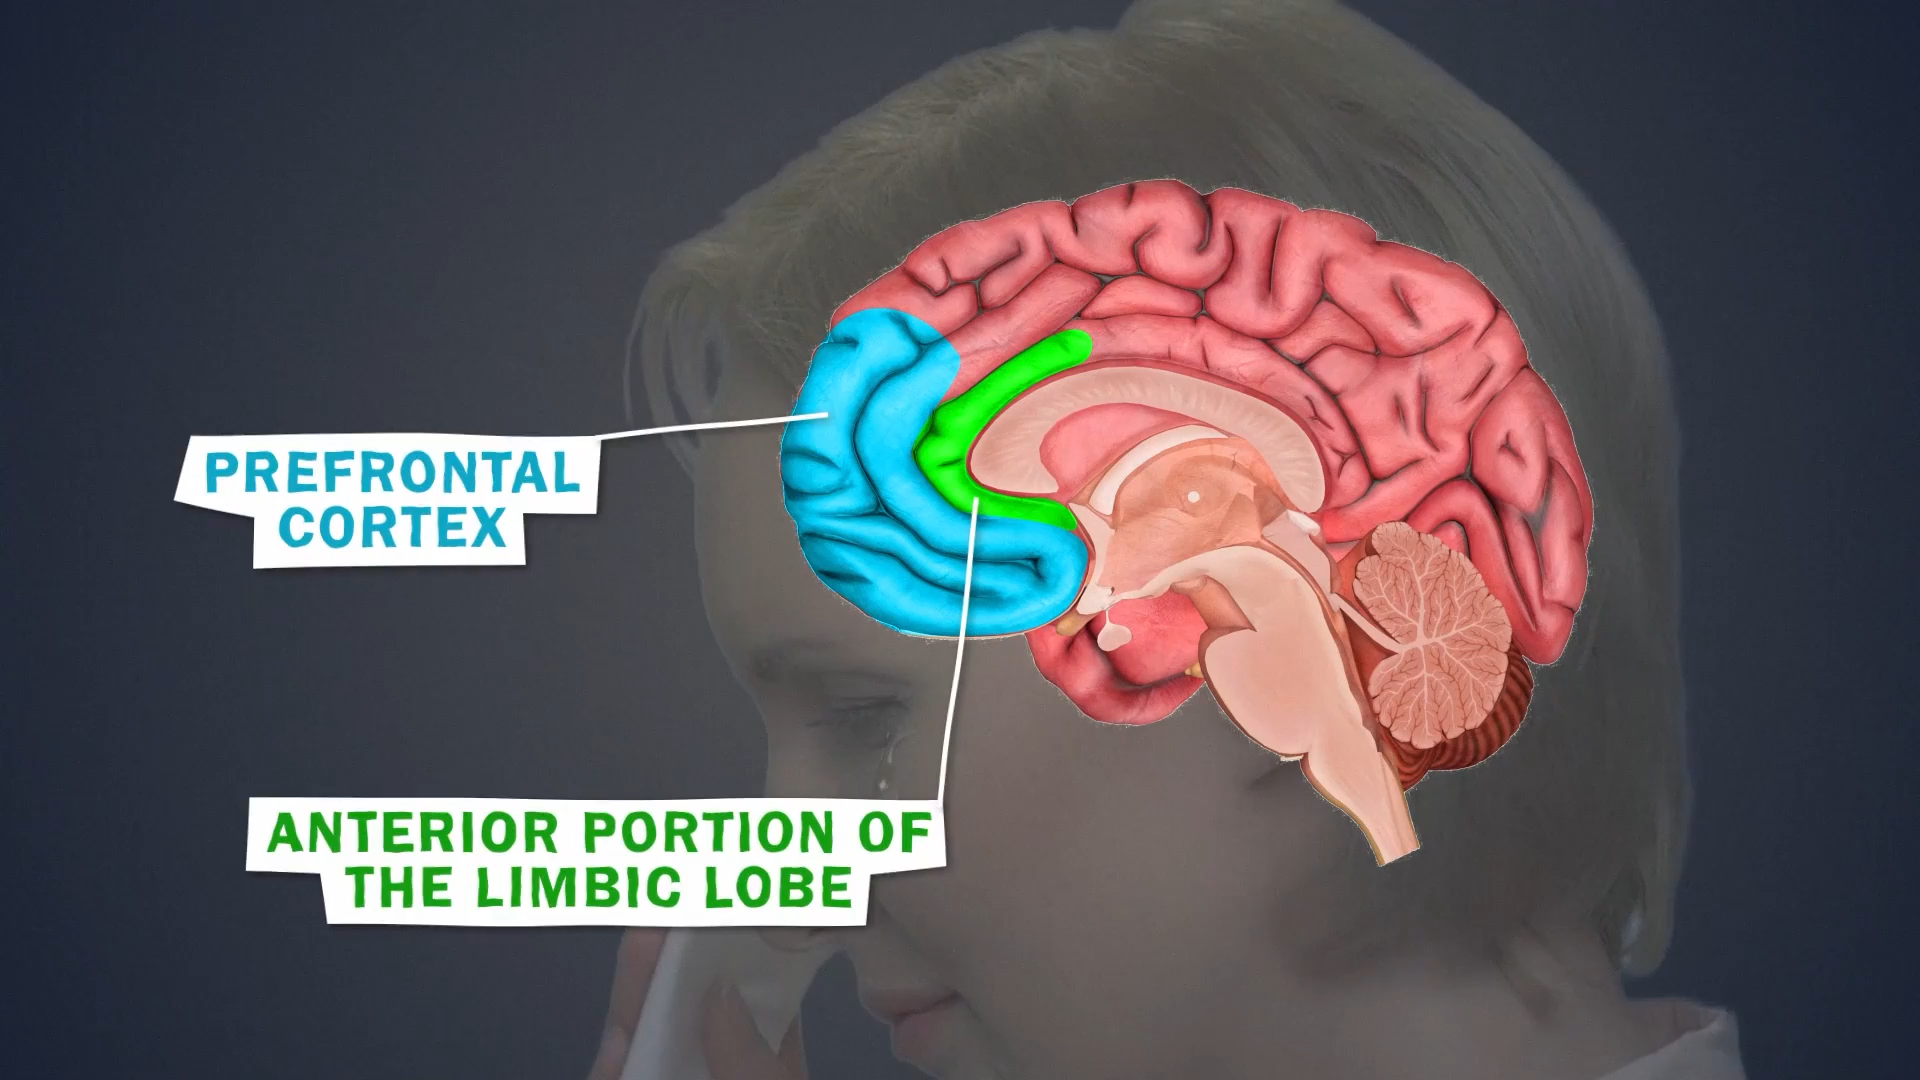 PREFRONTAL
CORTEX
ANTERIOR PORTION OF
THE LIMBIC LOBE